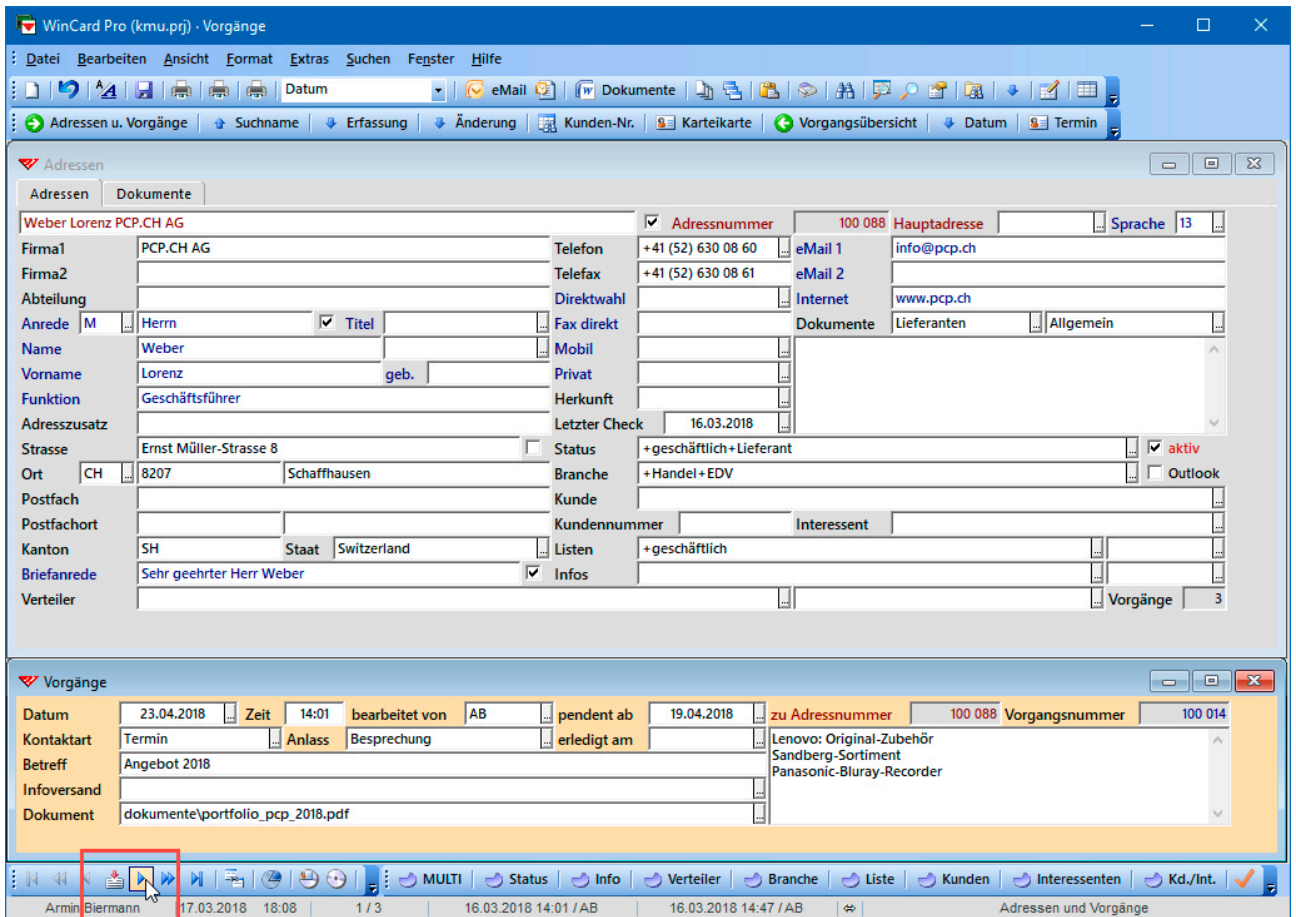 WinCard Pro (kmu.prj) - Vorgänge
Datei Bearbeiten Ansicht Format Extras Suchen Fenster Hilfe
Datum eMail Dokumente
Adressen u. Vorgänge Suchname Erfassung Änderung Kunden-Nr. Karteikarte Vorgangsübersicht Datum Termin
Adressen
Adressen Dokumente
Weber Lorenz PCP.CH AG Adressnummer 100 088 Hauptadresse ... Sprache 13 ...
Firma1 PCP.CH AG Telefon +41 (52) 630 08 60 ... eMail 1 info@pcp.ch
Firma2 Telefax +41 (52) 630 08 61 eMail 2
Abteilung Direktwahl ... Internet www.pcp.ch
Anrede M ... Herrn Titel ... Fax direkt Dokumente Lieferanten ... Allgemein ...
Name Weber ... Mobil ...
Vorname Lorenz geb. Privat ...
Funktion Geschäftsführer Herkunft ...
Adresszusatz Letzter Check 16.03.2018 ...
Strasse Ernst Müller-Strasse 8 Status +geschäftlich+Lieferant ... aktiv
Ort CH ... 8207 Schaffhausen Branche +Handel+EDV ... Outlook
Postfach Kunde ...
Postfachort Kundennummer Interessent ...
Kanton SH Staat Switzerland ... Listen +geschäftlich ... ...
Briefanrede Sehr geehrter Herr Weber Infos ... ...
Verteiler ... ... Vorgänge 3
Vorgänge
Datum 23.04.2018 ... Zeit 14:01 bearbeitet von AB ... pendent ab 19.04.2018 ... zu Adressnummer 100 088 Vorgangsnummer 100 014
Kontaktart Termin ... Anlass Besprechung ... erledigt am ... Lenovo: Original-Zubehör
Betreff Angebot 2018 Sandberg-Sortiment
Panasonic-Bluray-Recorder
Infoversand ...
Dokument dokumente\portfolio_pcp_2018.pdf ...
MULTI Status Info Verteiler Branche Liste Kunden Interessenten Kd./Int.
Armin Biermann 17.03.2018 18:08 1 / 3 16.03.2018 14:01 / AB 16.03.2018 14:47 / AB Adressen und Vorgänge